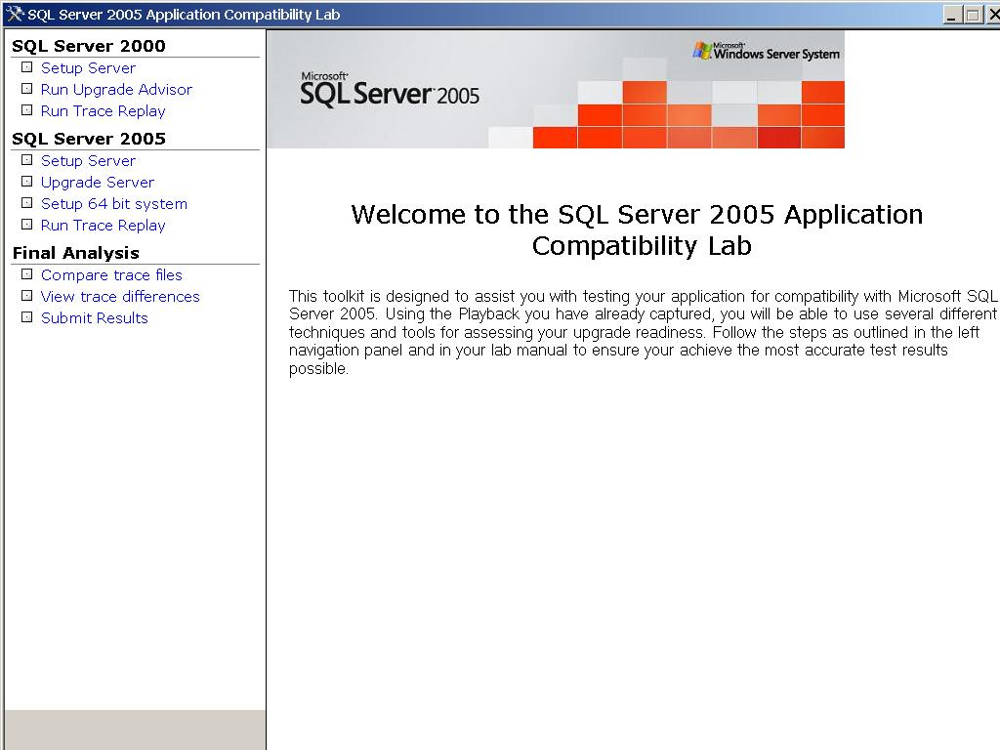 SQL Server 2005 Application Compatibility Lab
SQL Server 2000
Setup Server
Run Upgrade Advisor
Run Trace Replay
SQL Server 2005
Setup Server
Upgrade Server
Setup 64 bit system
Run Trace Replay
Final Analysis
Compare trace files
View trace differences
Submit Results
Microsoft
Windows Server System
Microsoft
SQL Server 2005
Welcome to the SQL Server 2005 Application
Compatibility Lab
This toolkit is designed to assist you with testing your application for compatibility with Microsoft SQL
Server 2005. Using the Playback you have already captured, you will be able to use several different
techniques and tools for assessing your upgrade readiness. Follow the steps as outlined in the left
navigation panel and in your lab manual to ensure your achieve the most accurate test results
possible.